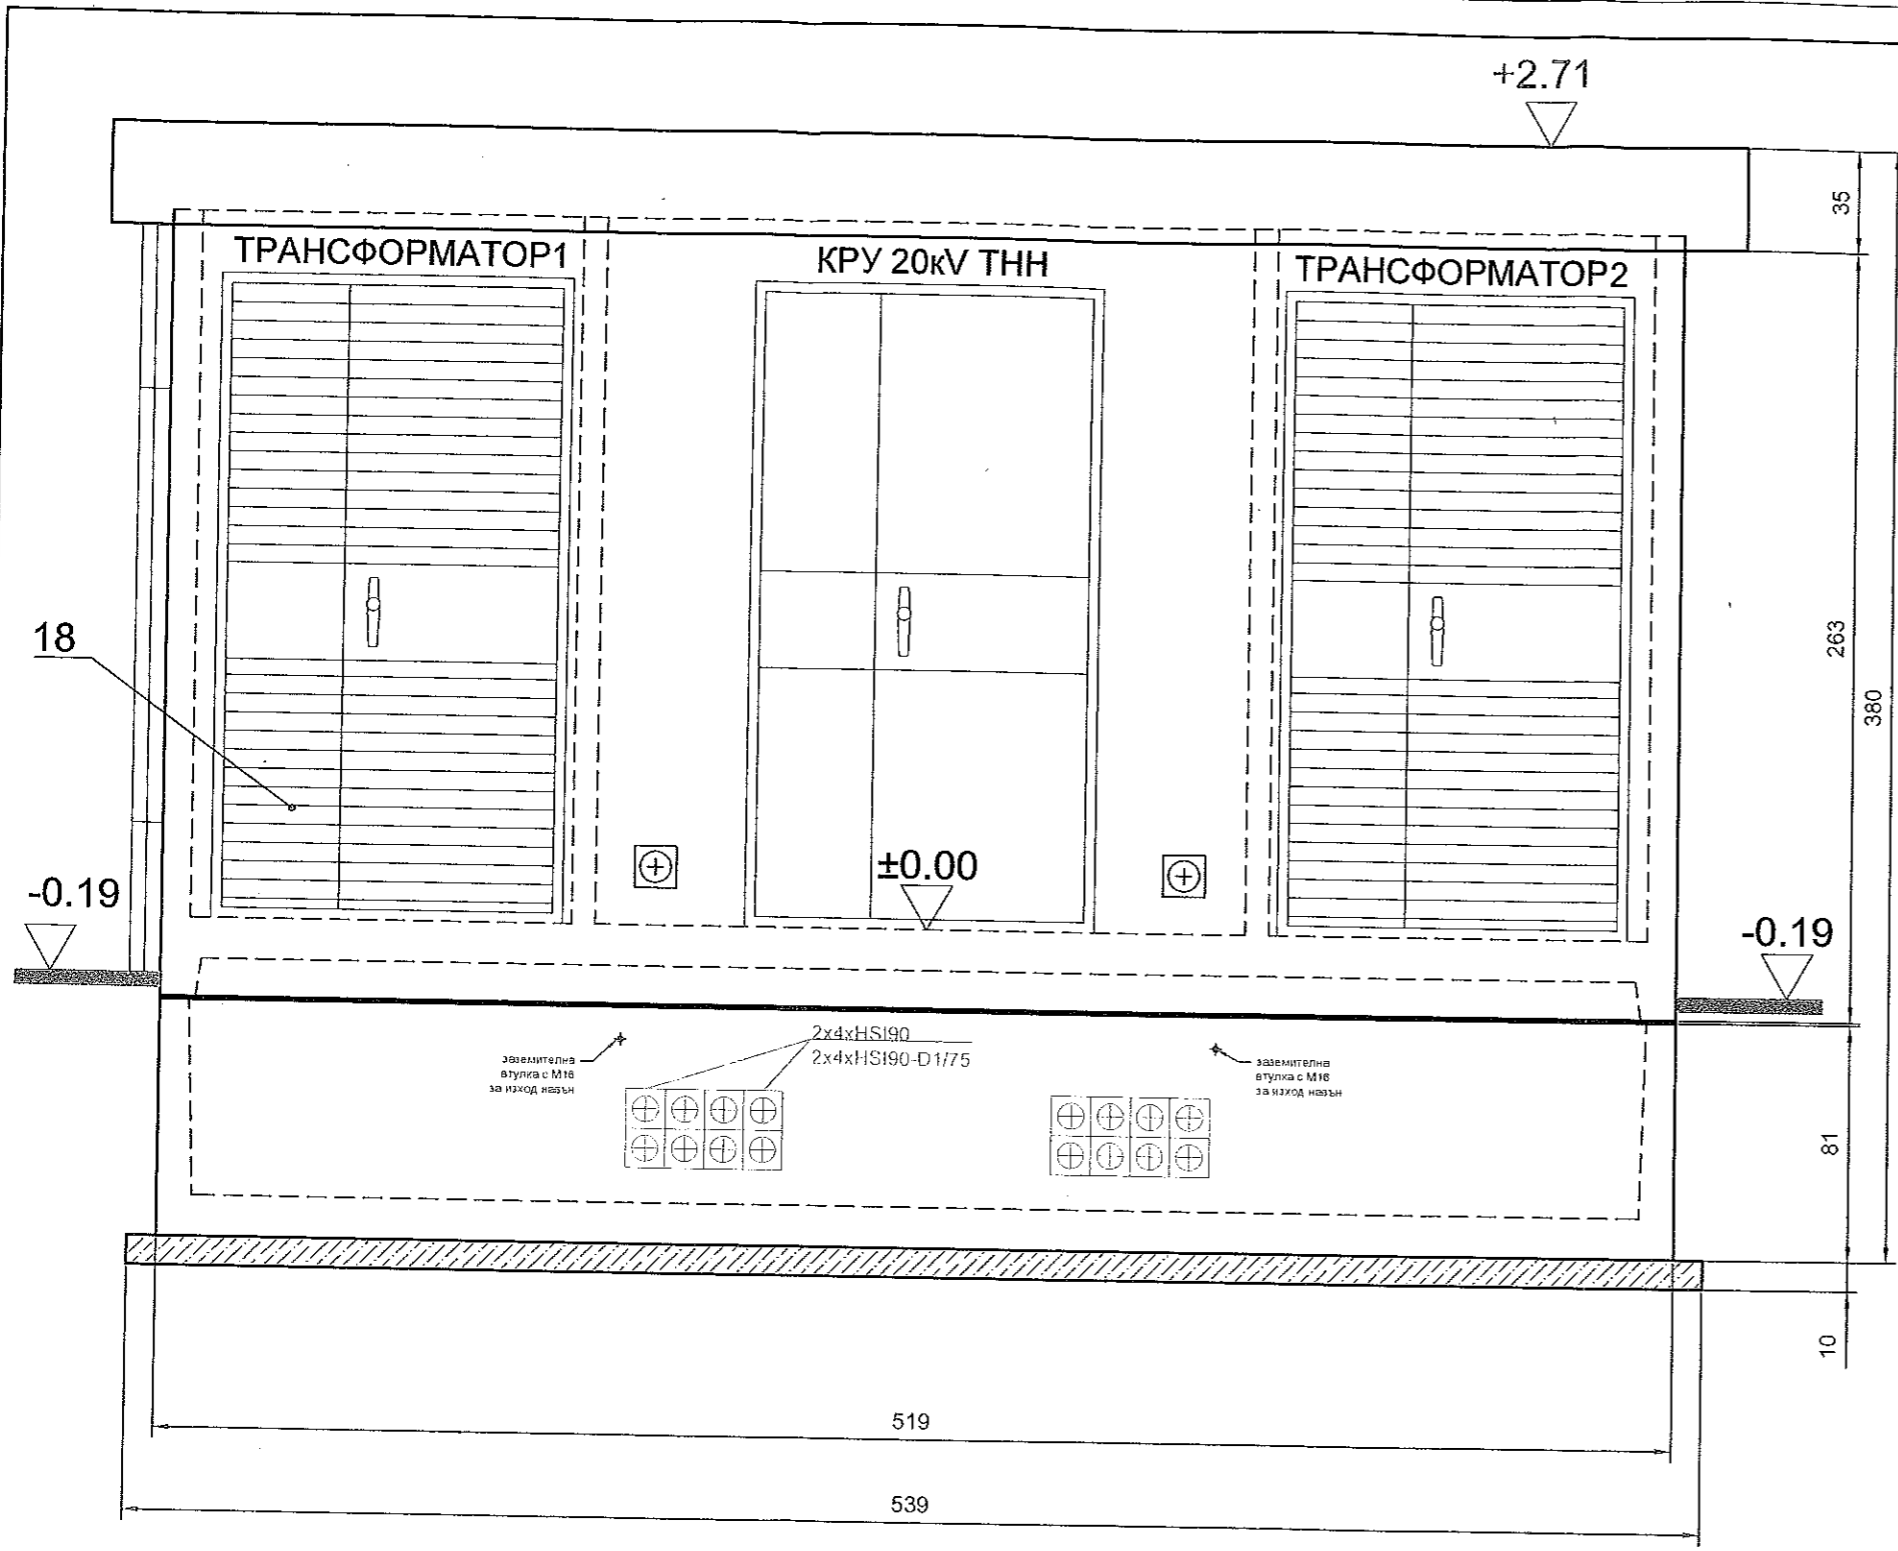 +2.71
35
ТРАНСФОРМАТОР1
КРУ 20кV ТНН
ТРАНСФОРМАТОР2
18
263
380
±0.00
-0.19
-0.19
2x4xHSI90
2x4xHSI90-D1/75
заземителна
втулка с М16
за изход навън
заземителна
втулка с М16
за изход навън
81
10
519
539